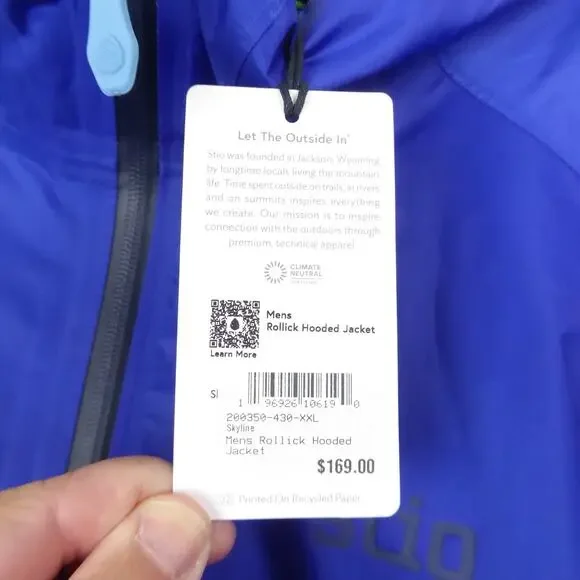 Let The Outside In®
Stio was founded in Jackson, Wyoming
by longtime locals living the mountain
life. Time spent outside on trails, in rivers
and on summits inspires everything
we create. Our mission is to inspire
connection with the outdoors through
premium, technical apparel.
CLIMATE
NEUTRAL
Mens
Rollick Hooded Jacket
Learn More
1 96926 10619 0
200350-430-XXL
Skyline
Mens Rollick Hooded
Jacket
$169.00
Printed On Recycled Paper
stio